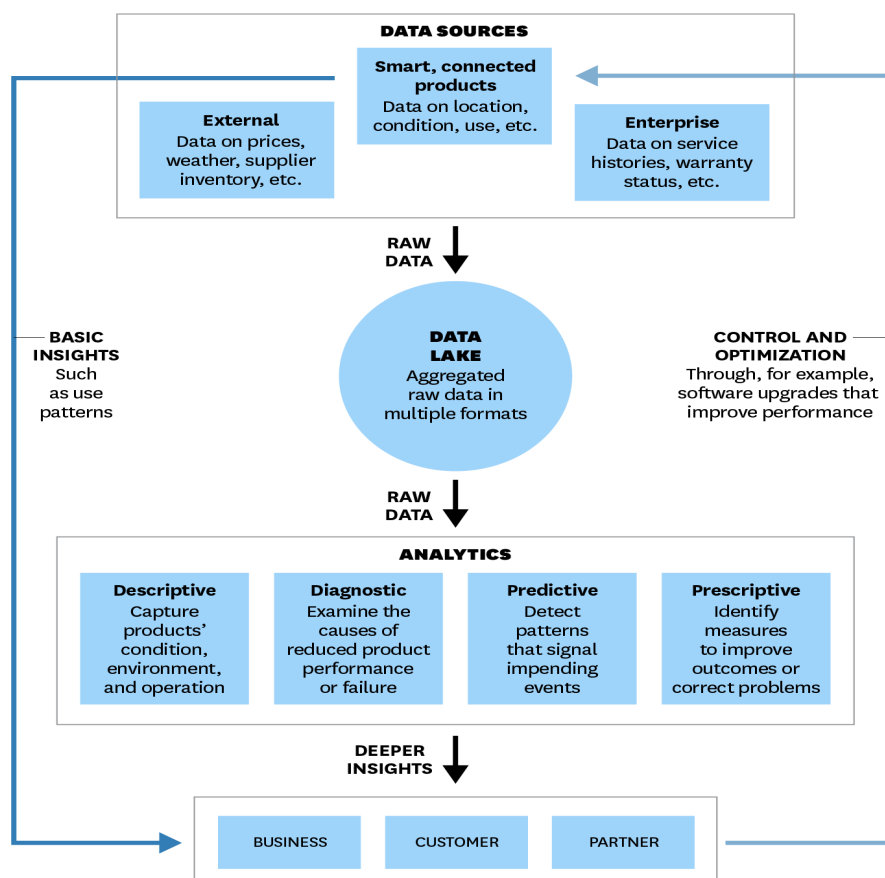 DATA SOURCES
Smart, connected
products
Data on location,
condition, use, etc.
External
Data on prices,
weather, supplier
inventory, etc.
Enterprise
Data on service
histories, warranty
status, etc.
RAW
DATA
BASIC
INSIGHTS
Such
as use
patterns
DATA
LAKE
Aggregated
raw data in
multiple formats
CONTROL AND
OPTIMIZATION
Through, for example,
software upgrades that
improve performance
RAW
DATA
ANALYTICS
Descriptive
Capture
products’
condition,
environment,
and operation
Diagnostic
Examine the
causes of
reduced product
performance
or failure
Predictive
Detect
patterns
that signal
impending
events
Prescriptive
Identify
measures
to improve
outcomes or
correct problems
DEEPER
INSIGHTS
BUSINESS
CUSTOMER
PARTNER